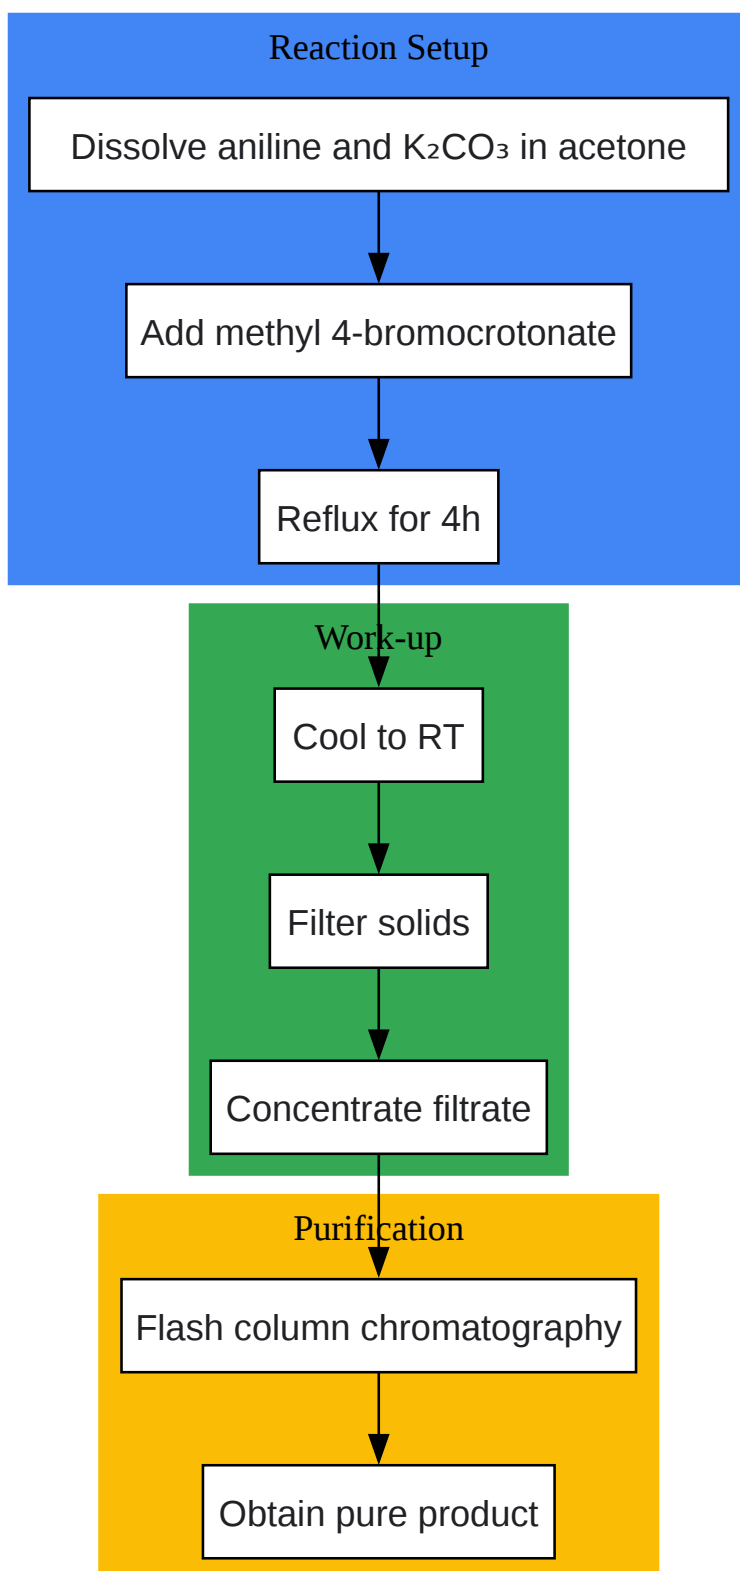 Reaction Setup
Dissolve aniline and K₂CO₃ in acetone
Add methyl 4-bromocrotonate
Reflux for 4h
Work-up
Cool to RT
Filter solids
Concentrate filtrate
Purification
Flash column chromatography
Obtain pure product